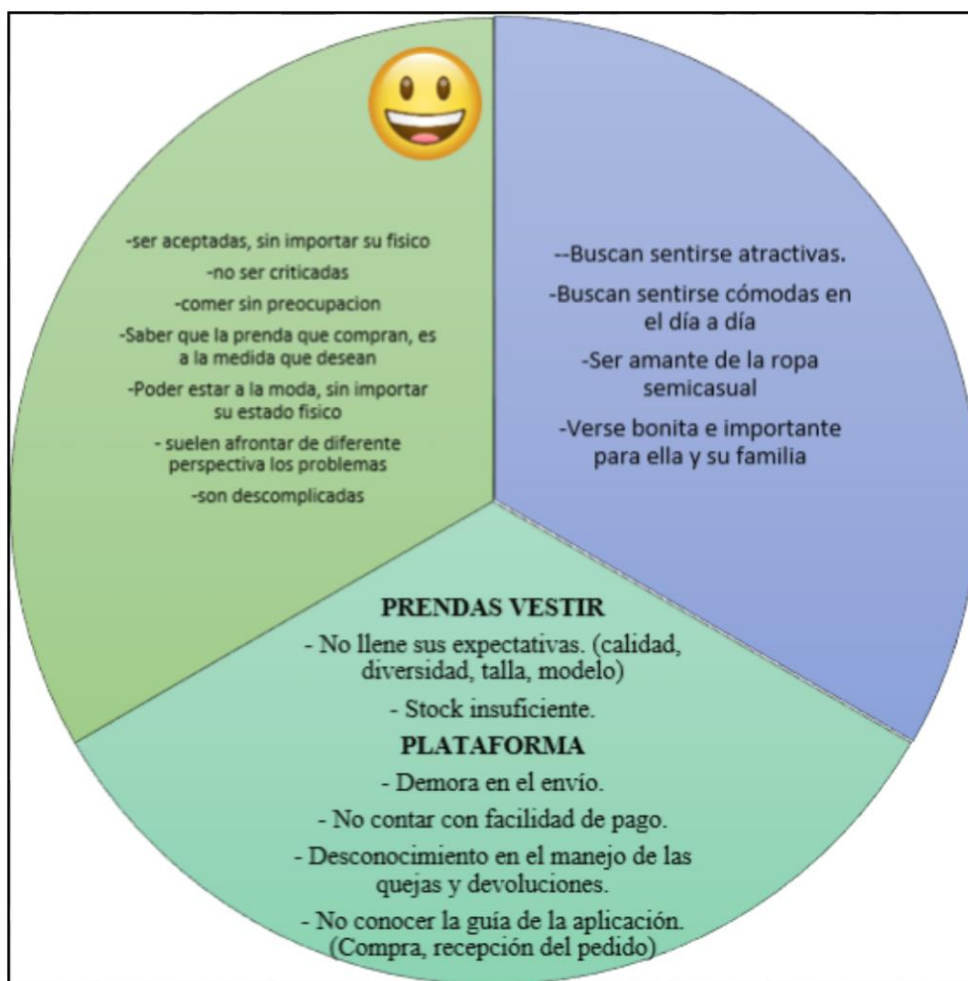 -ser aceptadas, sin importar su fisico
-no ser criticadas
-comer sin preocupacion
-Saber que la prenda que compran, es
a la medida que desean
-Poder estar a la moda, sin importar
su estado fisico
- suelen afrontar de diferente
perspectiva los problemas
-son descomplicadas
--Buscan sentirse atractivas.
-Buscan sentirse cómodas en
el día a día
-Ser amante de la ropa
semicasual
-Verse bonita e importante
para ella y su familia
PRENDAS VESTIR
- No llene sus expectativas. (calidad,
diversidad, talla, modelo)
- Stock insuficiente.
PLATAFORMA
- Demora en el envío.
- No contar con facilidad de pago.
- Desconocimiento en el manejo de las
quejas y devoluciones.
- No conocer la guía de la aplicación.
(Compra, recepción del pedido)